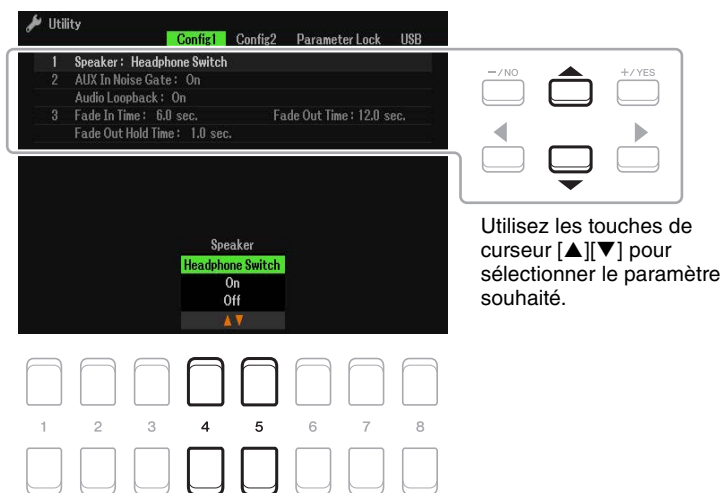 Utility
Config1 Config2 Parameter Lock USB
1 Speaker : Headphone Switch
2 AUX In Noise Gate : On
Audio Loopback : On
3 Fade In Time : 6.0 sec. Fade Out Time : 12.0 sec.
Fade Out Hold Time : 1.0 sec.
Speaker
Headphone Switch
On
Off
▲▼
–/NO +/YES
Utilisez les touches de
curseur [▲][▼] pour
sélectionner le paramètre
souhaité.
1 2 3 4 5 6 7 8